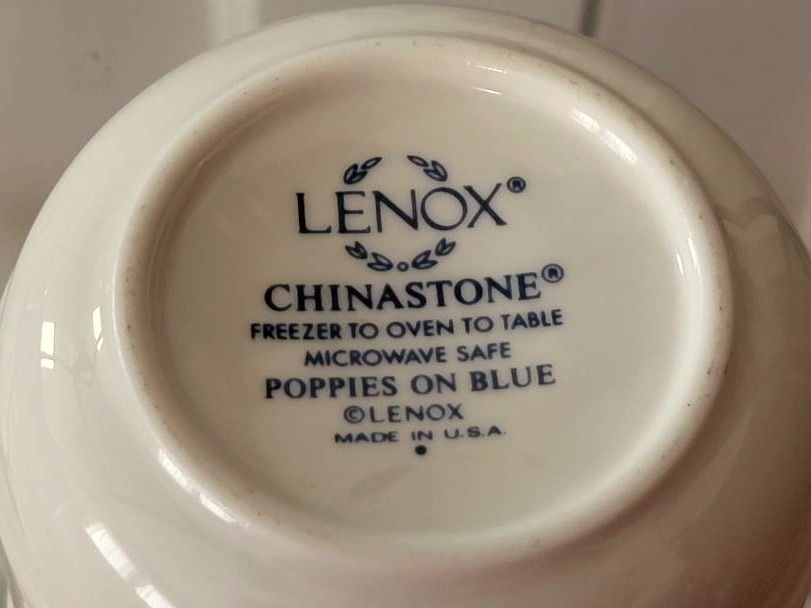 LENOX®
CHINASTONE®
FREEZER TO OVEN TO TABLE
MICROWAVE SAFE
POPPIES ON BLUE
©LENOX
MADE IN U.S.A.